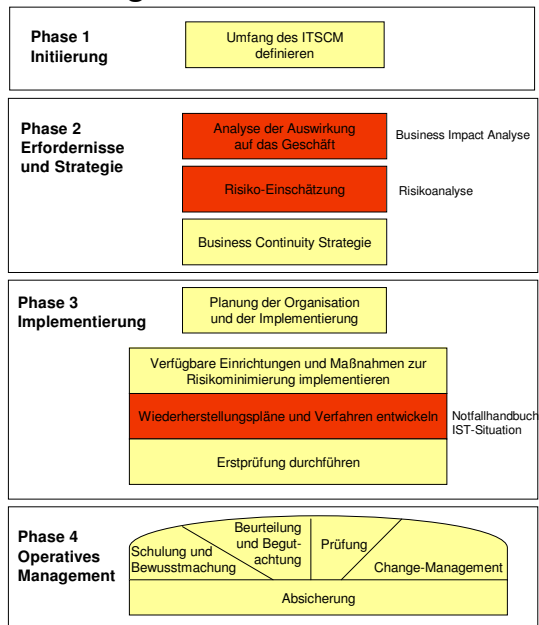 Phase 1
Initiierung
Umfang des ITSCM
definieren
Phase 2
Erfordernisse
und Strategie
Analyse der Auswirkung
auf das Geschäft
Business Impact Analyse
Risiko-Einschätzung
Risikoanalyse
Business Continuity Strategie
Phase 3
Implementierung
Planung der Organisation
und der Implementierung
Verfügbare Einrichtungen und Maßnahmen zur
Risikominimierung implementieren
Wiederherstellungspläne und Verfahren entwickeln
Notfallhandbuch
IST-Situation
Erstprüfung durchführen
Phase 4
Operatives
Management
Schulung und
Bewusstmachung
Beurteilung
und Begut-
achtung
Prüfung
Change-Management
Absicherung